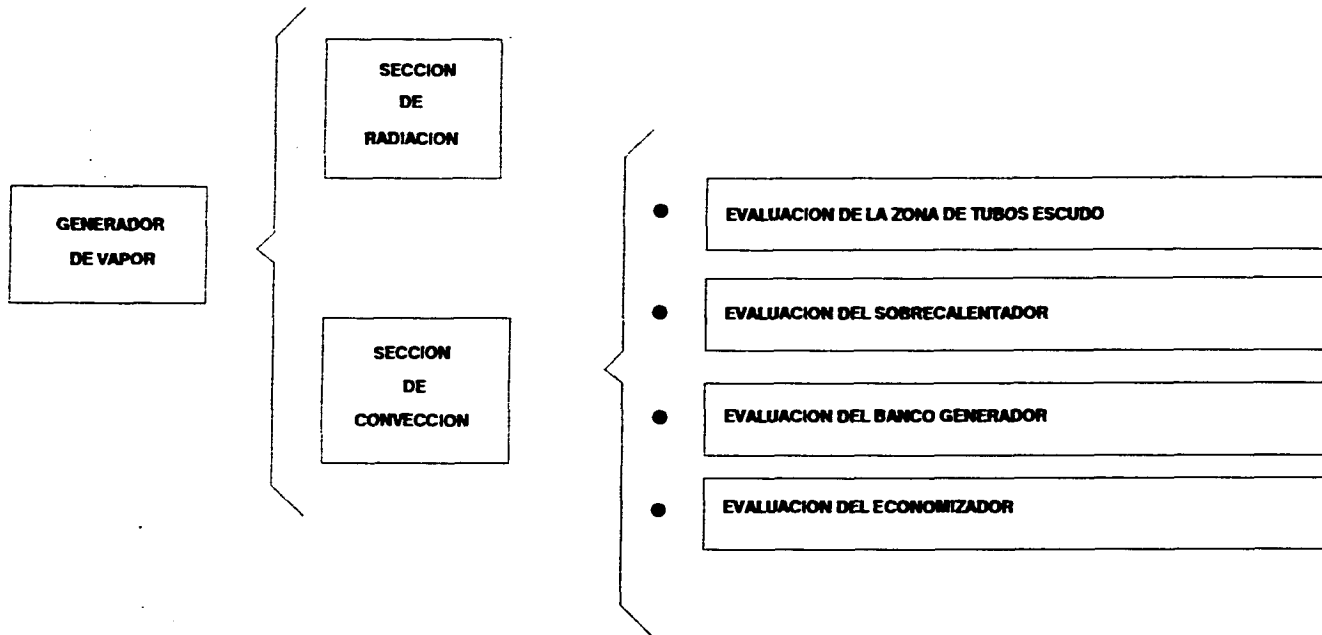 GENERADOR
DE VAPOR
SECCION
DE
RADIACION
SECCION
DE
CONVECCION
EVALUACION DE LA ZONA DE TUBOS ESCUDO
EVALUACION DEL SOBRECALENTADOR
EVALUACION DEL BANCO GENERADOR
EVALUACION DEL ECONOMIZADOR